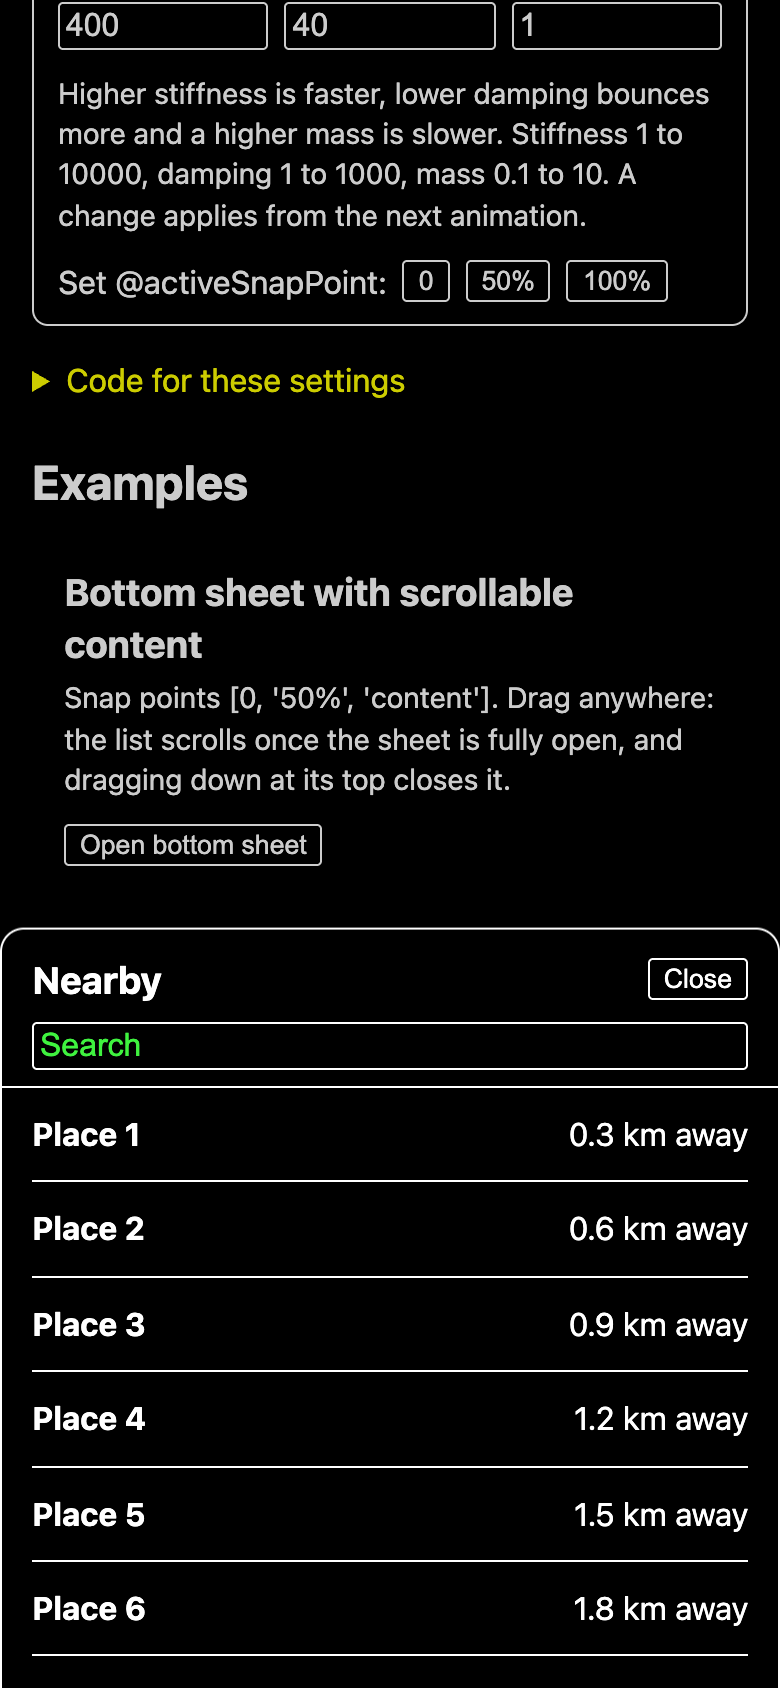 400 40 1
Higher stiffness is faster, lower damping bounces
more and a higher mass is slower. Stiffness 1 to
10000, damping 1 to 1000, mass 0.1 to 10. A
change applies from the next animation.
Set @activeSnapPoint: 0 50% 100%
Code for these settings
Examples
Bottom sheet with scrollable
content
Snap points [0, '50%', 'content']. Drag anywhere:
the list scrolls once the sheet is fully open, and
dragging down at its top closes it.
Open bottom sheet
Nearby Close
Search
Place 1 0.3 km away
Place 2 0.6 km away
Place 3 0.9 km away
Place 4 1.2 km away
Place 5 1.5 km away
Place 6 1.8 km away